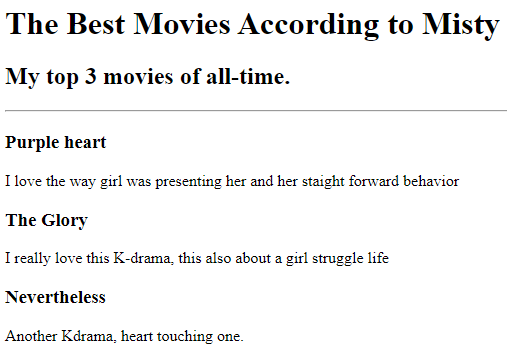 The Best Movies According to Misty
My top 3 movies of all-time.
Purple heart
I love the way girl was presenting her and her staight forward behavior
The Glory
I really love this K-drama, this also about a girl struggle life
Nevertheless
Another Kdrama, heart touching one.